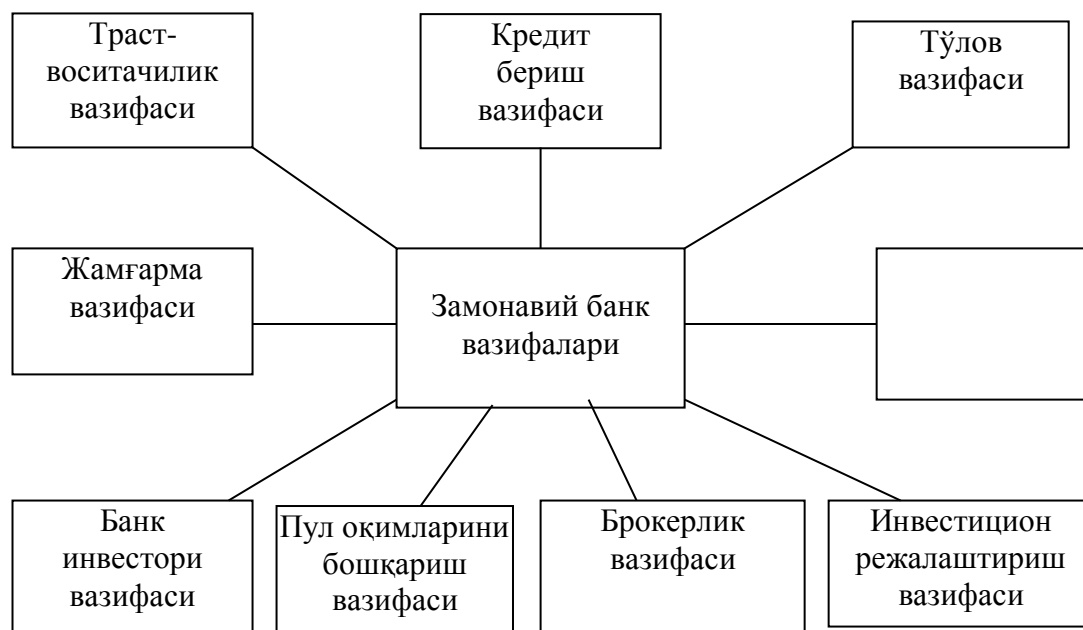 Траст-
воситачилик
вазифаси
Кредит
бериш
вазифаси
Тўлов
вазифаси
Жамғарма
вазифаси
Замонавий банк
вазифалари
Банк
инвестори
вазифаси
Пул оқимларини
бошқариш
вазифаси
Брокерлик
вазифаси
Инвестицион
режалаштириш
вазифаси